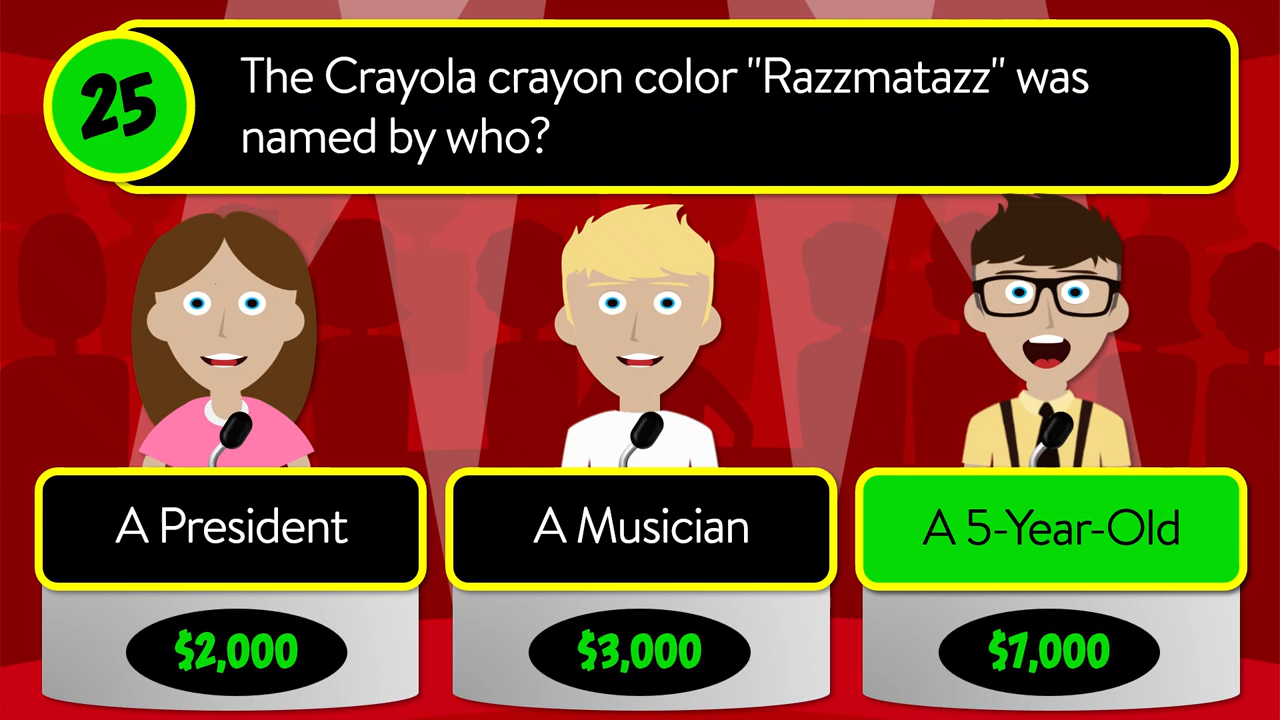 25
The Crayola crayon color "Razzmatazz" was
named by who?
A President
A Musician
A 5-Year-Old
$2,000
$3,000
$7,000